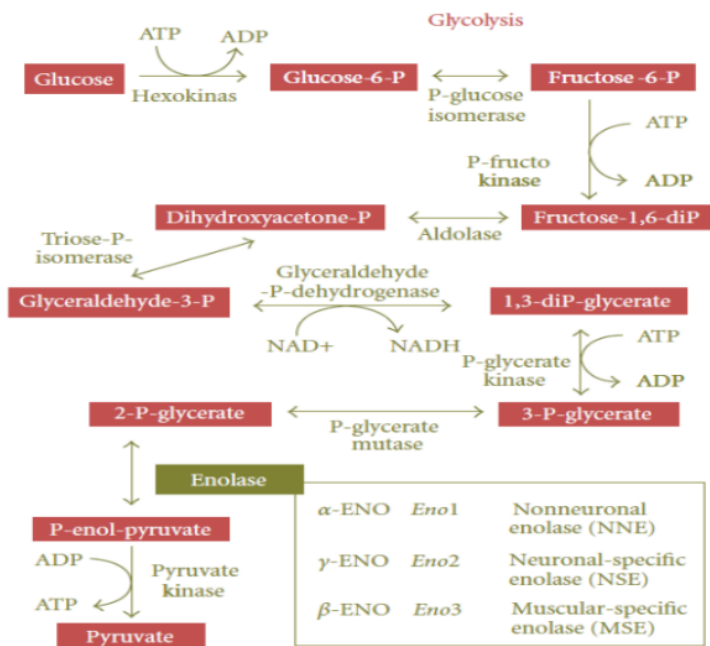 Glycolysis
ATP
ADP
Glucose
Hexokinas
Glucose-6-P
P-glucose
isomerase
Fructose -6-P
ATP
P-fructo
kinase
ADP
Dihydroxyacetone-P
Aldolase
Fructose-1,6-diP
Triose-P-
isomerase
Glyceraldehyde-3-P
Glyceraldehyde
-P-dehydrogenase
NAD+
NADH
1,3-diP-glycerate
ATP
P-glycerate
kinase
ADP
2-P-glycerate
P-glycerate
mutase
3-P-glycerate
Enolase
P-enol-pyruvate
ADP
Pyruvate
kinase
ATP
Pyruvate
α-ENO Eno1 Nonneuronal
enolase (NNE)
γ-ENO Eno2 Neuronal-specific
enolase (NSE)
β-ENO Eno3 Muscular-specific
enolase (MSE)